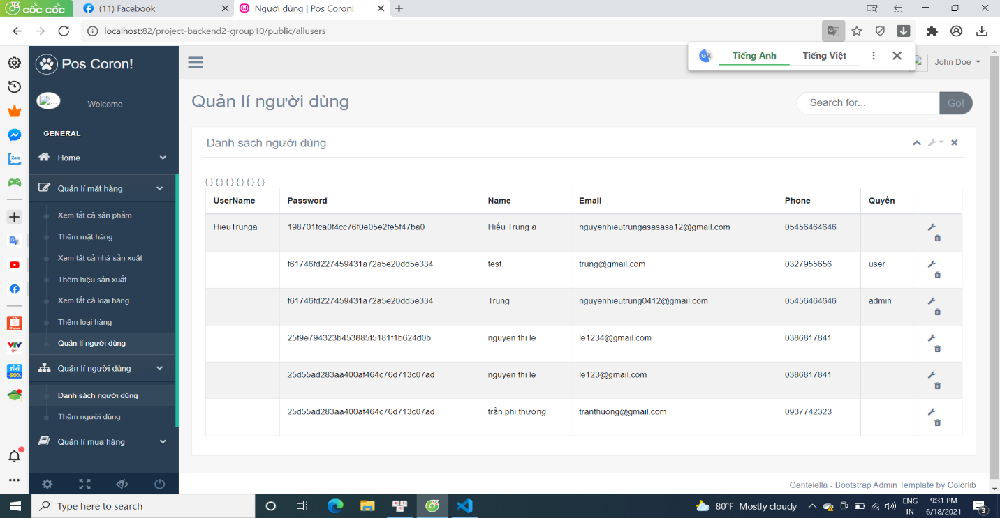 cốc cốc
(11) Facebook
Người dùng | Pos Coron!
localhost:82/project-backend2-group10/public/allusers
Tiếng Anh
Tiếng Việt
Pos Coron!
John Doe
Welcome
Quản lí người dùng
Search for...
Go!
GENERAL
Home
Danh sách người dùng
Quản lí mặt hàng
Xem tất cả sản phẩm
Thêm mặt hàng
Xem tất cả nhà sản xuất
Thêm hiệu sản xuất
Xem tất cả loại hàng
Thêm loại hàng
Quản lí người dùng
Quản lí người dùng
Danh sách người dùng
Thêm người dùng
Quản lí mua hàng
{ } { } { } { } { } { }
UserName Password Name Email Phone Quyền
HieuTrunga 198701fca0f4cc76f0e05e2fe5f47ba0 Hiếu Trung a nguyenhieutrungasasasa12@gmail.com 05456464646
f61746fd227459431a72a5e20dd5e334 test trung@gmail.com 0327955656 user
f61746fd227459431a72a5e20dd5e334 Trung nguyenhieutrung0412@gmail.com 05456464646 admin
25f9e794323b453885f5181f1b624d0b nguyen thi le le1234@gmail.com 0386817841
25d55ad283aa400af464c76d713c07ad nguyen thi le le123@gmail.com 0386817841
25d55ad283aa400af464c76d713c07ad trần phi thường tranthuong@gmail.com 0937742323
Gentelella - Bootstrap Admin Template by Colorlib
Zalo
Shopee
VTV
go
TIKI
-50%
Type here to search
80°F Mostly cloudy
ENG
IN
9:31 PM
6/18/2021
3